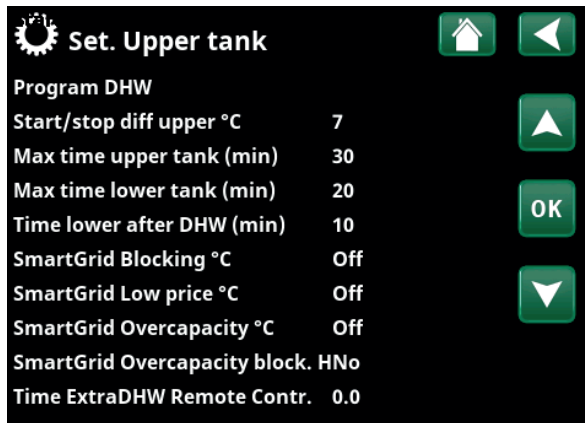 Set. Upper tank
Program DHW
Start/stop diff upper °C 7
Max time upper tank (min) 30
Max time lower tank (min) 20
Time lower after DHW (min) 10
OK
SmartGrid Blocking °C Off
SmartGrid Low price °C Off
SmartGrid Overcapacity °C Off
SmartGrid Overcapacity block. HNo
Time ExtraDHW Remote Contr. 0.0